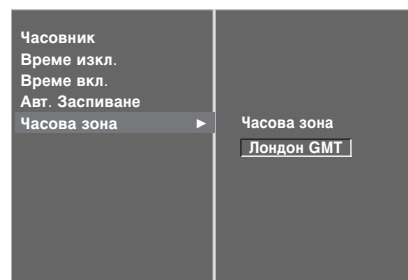 Часовник
Време изкл.
Време вкл.
Авт. Заспиване
Часова зона ►
Часова зона
Лондон GMT